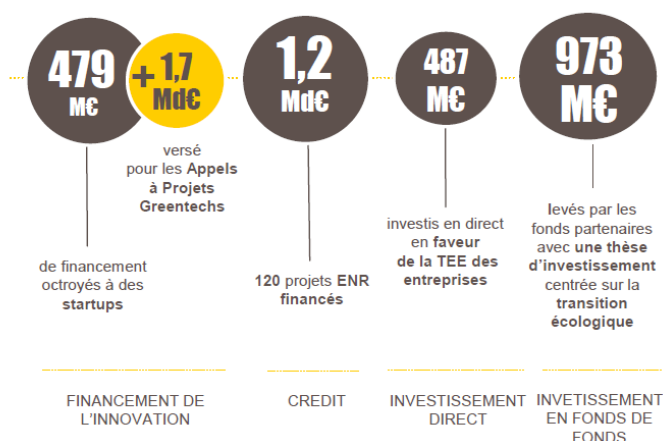 479
M€
+ 1,7
Md€
1,2
Md€
487
M€
973
M€
versé
pour les Appels
à Projets
Greentechs
de financement
octroyés à des
startups
120 projets ENR
financés
investis en direct
en faveur
de la TEE des
entreprises
levés par les
fonds partenaires
avec une thèse
d'investissement
centrée sur la
transition
écologique
FINANCEMENT DE
L'INNOVATION
CREDIT
INVESTISSEMENT
DIRECT
INVETISSEMENT
EN FONDS DE
FONDS